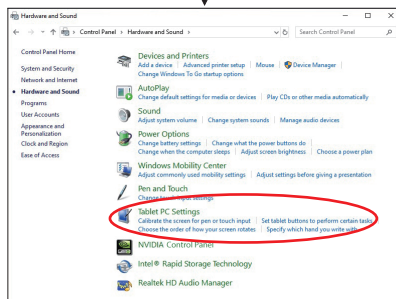 Hardware and Sound
Control Panel > Hardware and Sound >
Search Control Panel
Control Panel Home
System and Security
Network and Internet
Hardware and Sound
Programs
User Accounts
Appearance and
Personalization
Clock and Region
Ease of Access
Devices and Printers
Add a device | Advanced printer setup | Mouse | Device Manager |
Change Windows To Go startup options
AutoPlay
Change default settings for media or devices | Play CDs or other media automatically
Sound
Adjust system volume | Change system sounds | Manage audio devices
Power Options
Change battery settings | Change what the power buttons do |
Change when the computer sleeps | Adjust screen brightness | Choose a power plan
Windows Mobility Center
Adjust commonly used mobility settings | Adjust settings before giving a presentation
Pen and Touch
Change touch input settings
Tablet PC Settings
Calibrate the screen for pen or touch input | Set tablet buttons to perform certain tasks
Choose the order of how your screen rotates | Specify which hand you write with
NVIDIA Control Panel
Intel® Rapid Storage Technology
Realtek HD Audio Manager